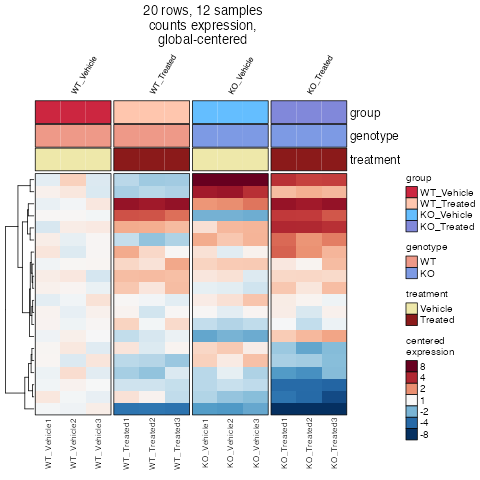 20 rows, 12 samples
counts expression,
global-centered
WT_Vehicle
WT_Treated
KO_Vehicle
KO_Treated
group
genotype
treatment
group
WT_Vehicle
WT_Treated
KO_Vehicle
KO_Treated
genotype
WT
KO
treatment
Vehicle
Treated
centered
expression
8
4
2
1
-2
-4
-8
WT_Vehicle1
WT_Vehicle2
WT_Vehicle3
WT_Treated1
WT_Treated2
WT_Treated3
KO_Vehicle1
KO_Vehicle2
KO_Vehicle3
KO_Treated1
KO_Treated2
KO_Treated3